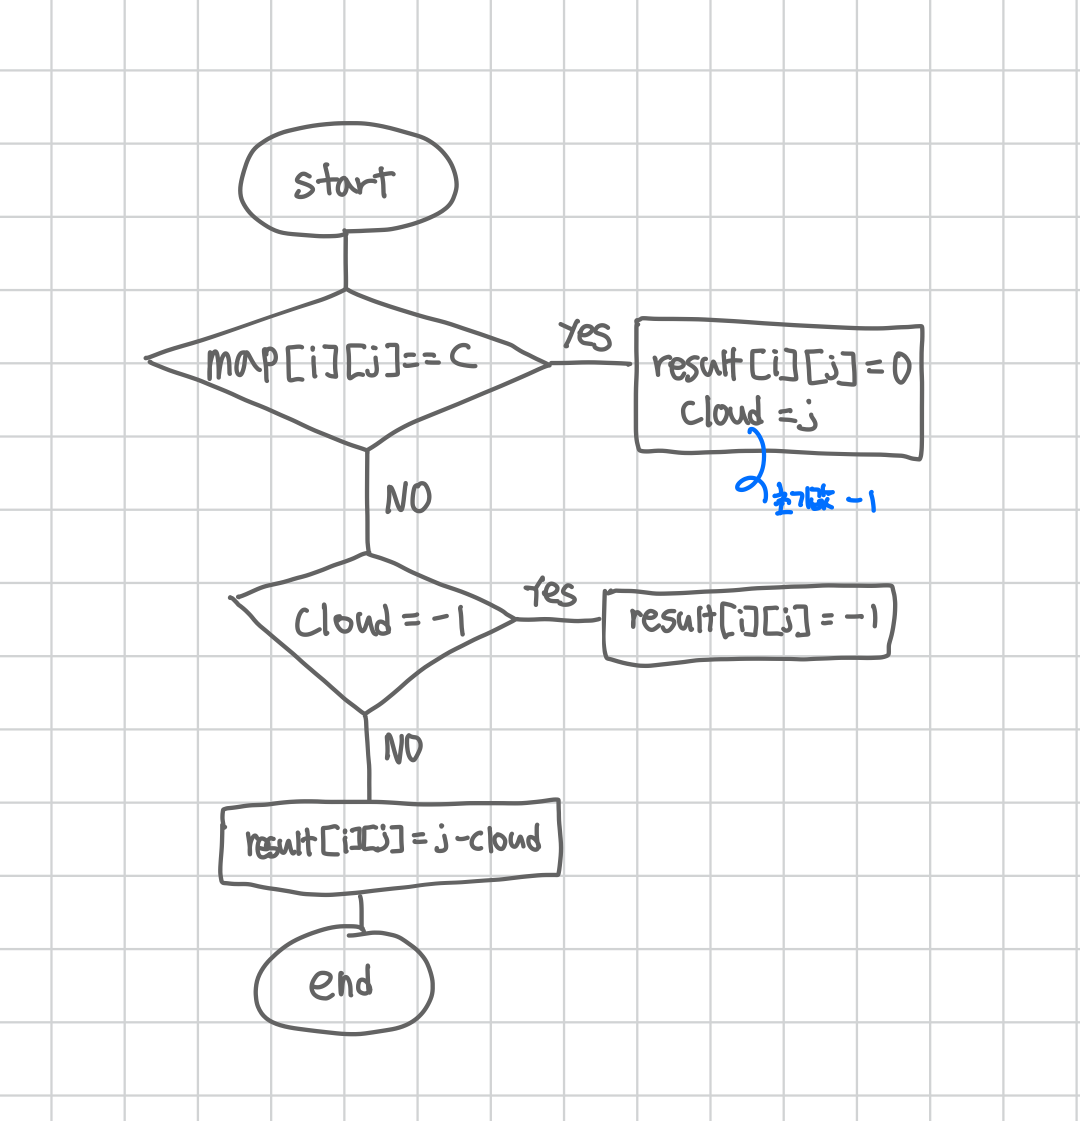 start
map[i][j]==C
Yes
result[i][j]=0
cloud=j
초기값 -1
NO
cloud=-1
Yes
result[i][j]=-1
NO
result[i][j]=j-cloud
end